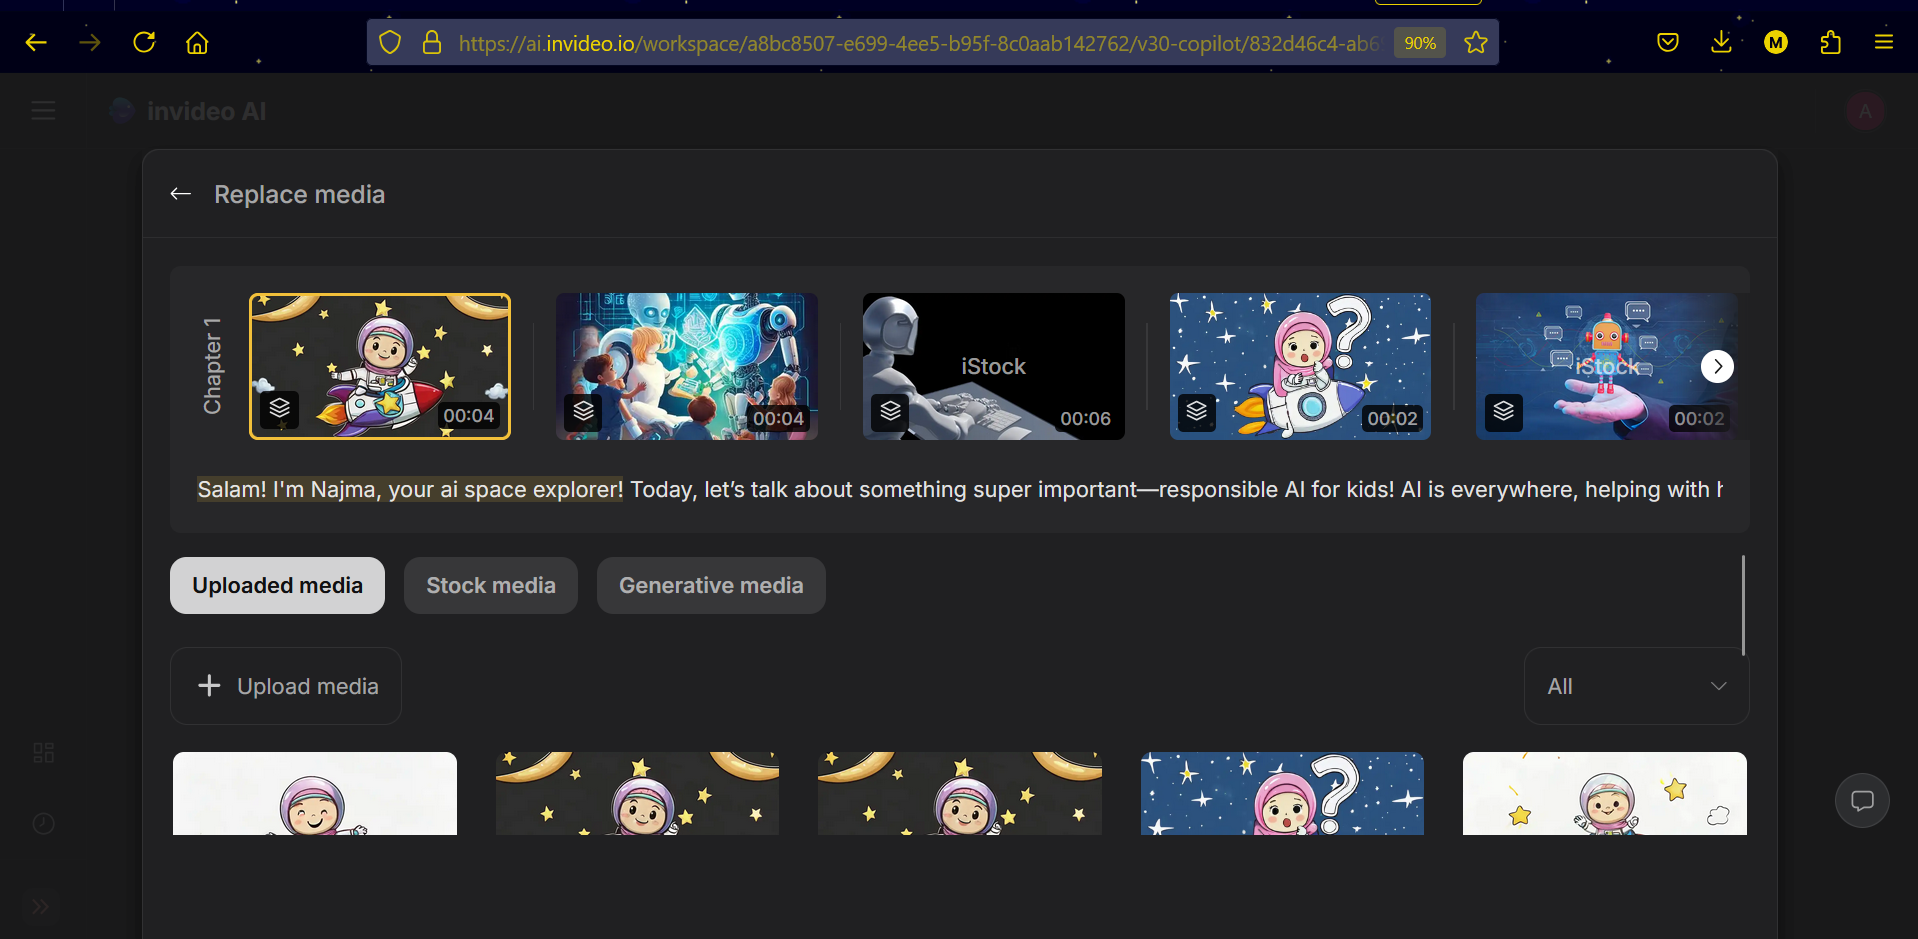 https://ai.invideo.io/workspace/a8bc8507-e699-4ee5-b95f-8c0aab142762/v30-copilot/832d46c4-ab6
90%
M
invideo AI
A
Replace media
Chapter 1
00:04
00:04
iStock
00:06
00:02
iStock
00:02
Salam! I'm Najma, your ai space explorer! Today, let’s talk about something super important—responsible AI for kids! AI is everywhere, helping with
Uploaded media
Stock media
Generative media
Upload media
All